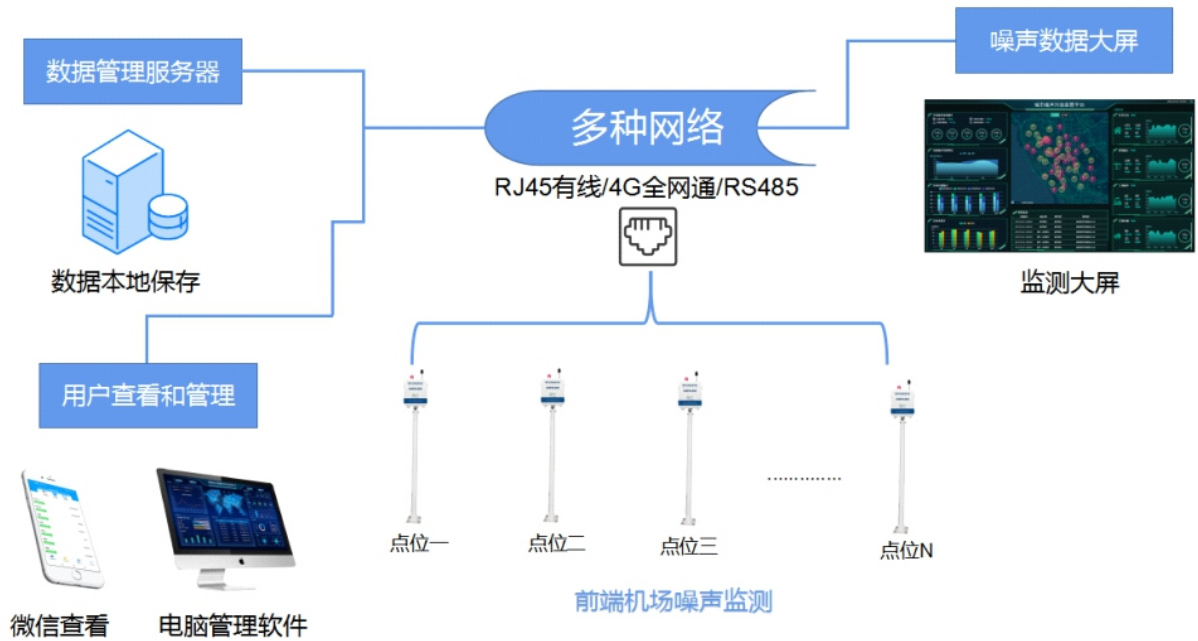 数据管理服务器
噪声数据大屏
多种网络
RJ45有线/4G全网通/RS485
数据本地保存
监测大屏
用户查看和管理
点位一
点位二
点位三
…………
点位N
前端机场噪声监测
微信查看
电脑管理软件